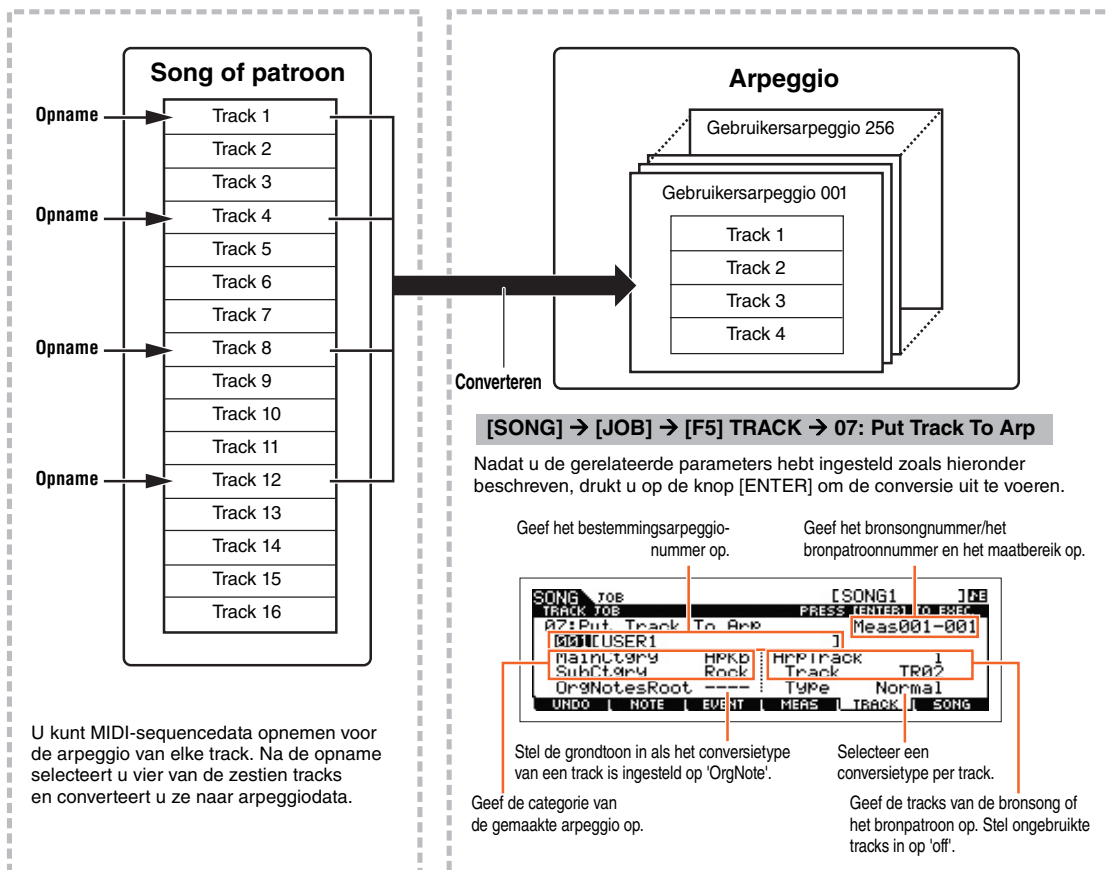 Song of patroon
Opname
Track 1
Track 2
Track 3
Opname
Track 4
Track 5
Track 6
Track 7
Opname
Track 8
Track 9
Track 10
Track 11
Opname
Track 12
Track 13
Track 14
Track 15
Track 16
U kunt MIDI-sequencedata opnemen voor
de arpeggio van elke track. Na de opname
selecteert u vier van de zestien tracks
en converteert u ze naar arpeggiodata.
Converteren
Arpeggio
Gebruikersarpeggio 256
Gebruikersarpeggio 001
Track 1
Track 2
Track 3
Track 4
[SONG] → [JOB] → [F5] TRACK → 07: Put Track To Arp
Nadat u de gerelateerde parameters hebt ingesteld zoals hieronder
beschreven, drukt u op de knop [ENTER] om de conversie uit te voeren.
Geef het bestemmingsarpeggio-
nummer op.
Geef het bronsongnummer/het
bronpatroonnummer en het maatbereik op.
SONG JOB [SONG1 ]
TRACK JOB PRESS [ENTER] TO EXEC.
07:Put Track To Arp Meas001-001
001[USER1 ]
MainCtgry ApKb ArpTrack 1
SubCtgry Rock Track TR02
OrgNotesRoot ---- Type Normal
UNDO NOTE EVENT MEAS TRACK SONG
Stel de grondtoon in als het conversietype
van een track is ingesteld op 'OrgNote'.
Selecteer een
conversietype per track.
Geef de categorie van
de gemaakte arpeggio op.
Geef de tracks van de bronsong of
het bronpatroon op. Stel ongebruikte
tracks in op 'off'.